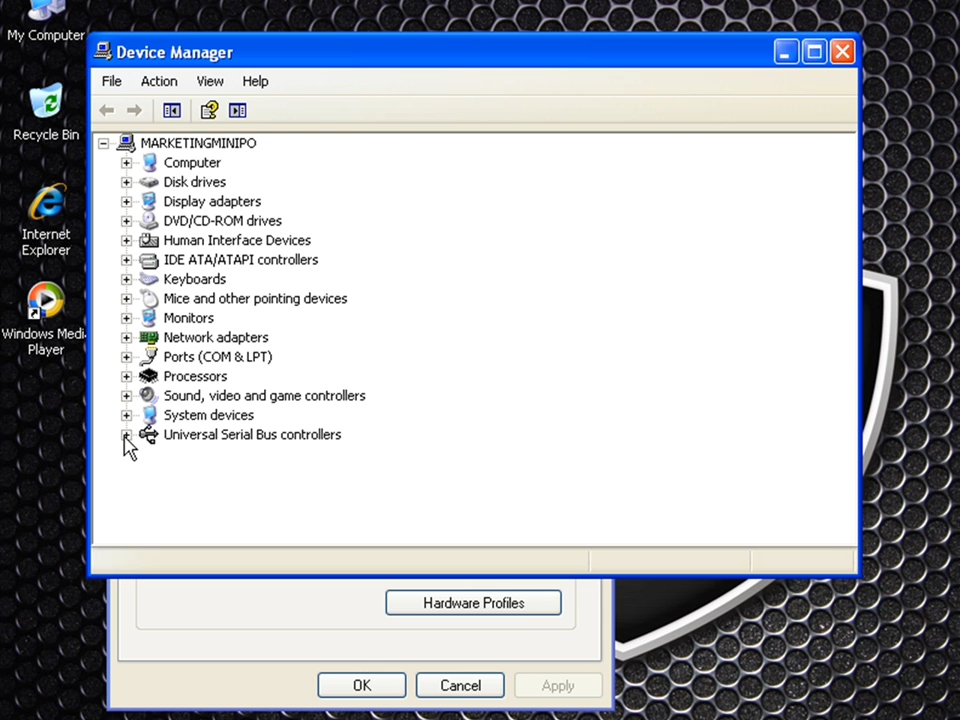 My Computer
Recycle Bin
Internet
Explorer
Windows Medi
Player
Device Manager
File Action View Help
MARKETINGMINIPO
Computer
Disk drives
Display adapters
DVD/CD-ROM drives
Human Interface Devices
IDE ATA/ATAPI controllers
Keyboards
Mice and other pointing devices
Monitors
Network adapters
Ports (COM & LPT)
Processors
Sound, video and game controllers
System devices
Universal Serial Bus controllers
Hardware Profiles
OK Cancel Apply